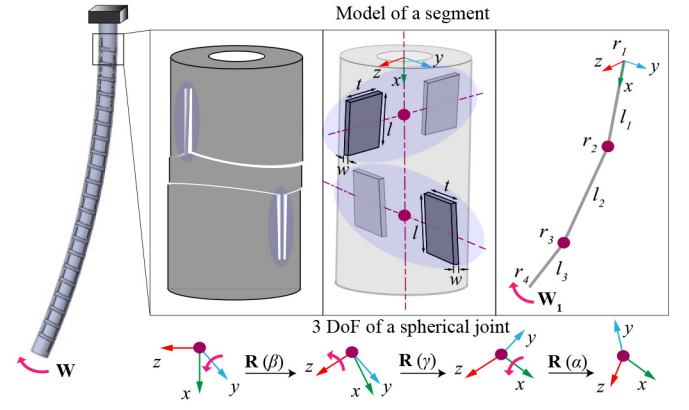 Model of a segment
W
z y
x
t
l
w
t
l
w
r1
z y
x
l1
r2
l2
r3
l3
r4
W1
3 DoF of a spherical joint
z x y
R (β)
z x y
R (γ)
y z x
R (α)
y z x